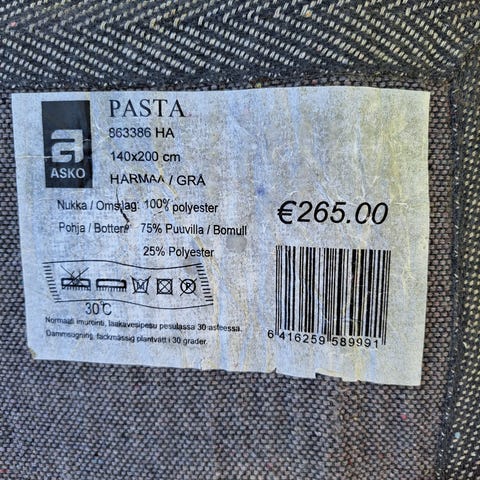 PASTA
863386 HA
140x200 cm
HARMAA / GRÅ
a
ASKO
Nukka / Omslag: 100% polyester
Pohja / Botten: 75% Puuvilla / Bomull
25% Polyester
€265.00
30°C
Normaali imurointi, laakavesipesu pesulassa 30 asteessa.
Dammsugning, fackmässig plantvätt i 30 grader.
6 416259 589991